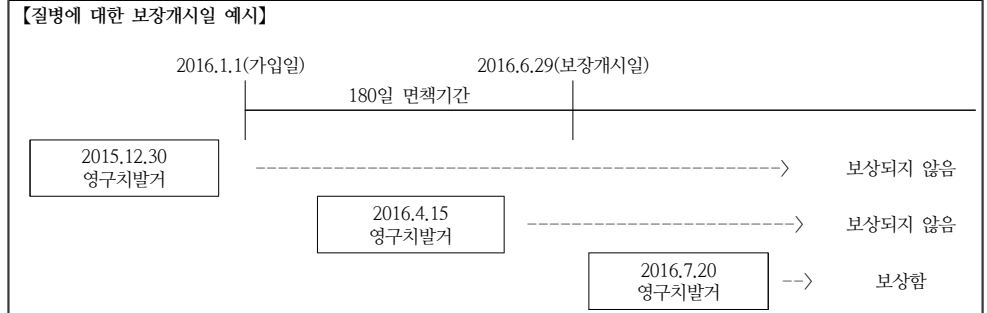 【질병에 대한 보장개시일 예시】
2016.1.1(가입일) 2016.6.29(보장개시일)
180일 면책기간
2015.12.30
영구치발거
보상되지 않음
2016.4.15
영구치발거
보상되지 않음
2016.7.20
영구치발거
보상함